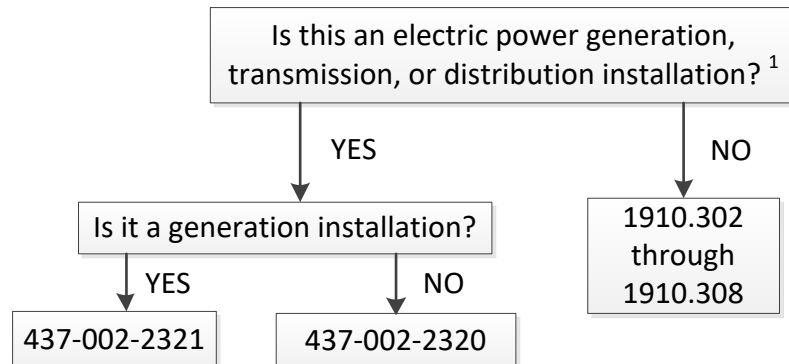 Is this an electric power generation,
transmission, or distribution installation? 1
YES
NO
Is it a generation installation?
1910.302
through
1910.308
YES
NO
437-002-2321
437-002-2320